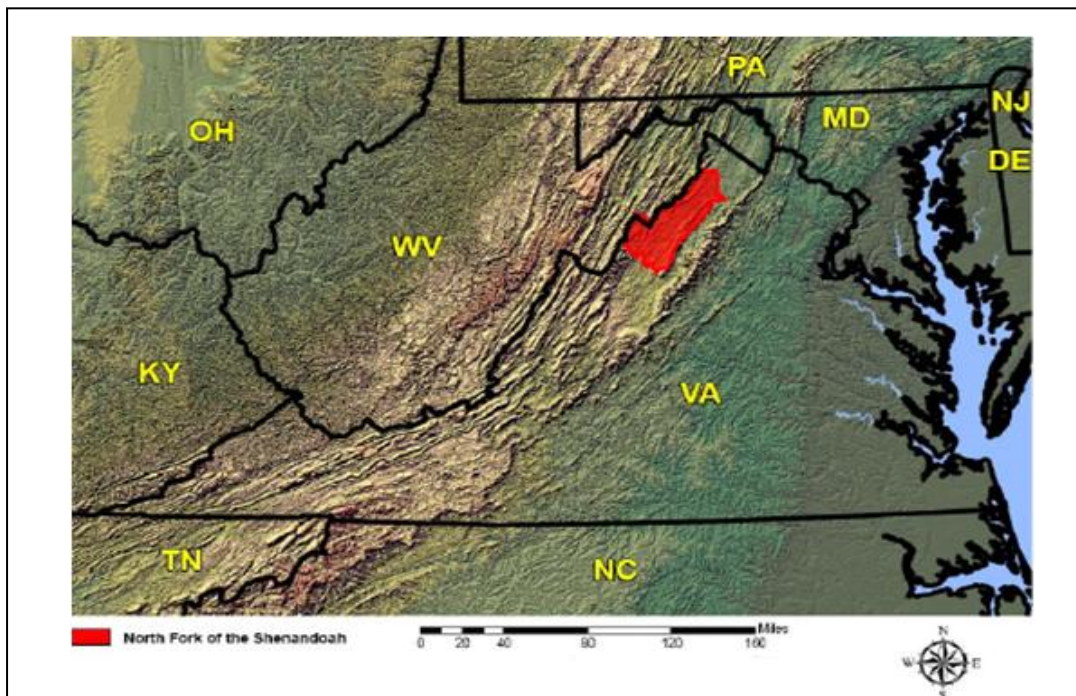 PA
NJ
OH
MD
DE
WV
KY
VA
TN
NC
North Fork of the Shenandoah
Miles
0 20 40 80 120 160
N
W E
S